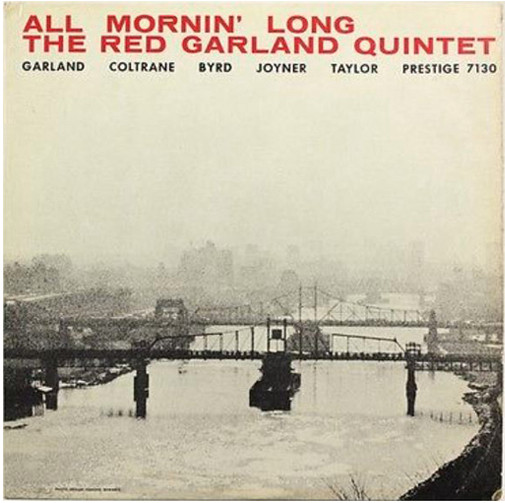 ALL MORNIN' LONG
THE RED GARLAND QUINTET
GARLAND COLTRANE BYRD JOYNER TAYLOR PRESTIGE 7130